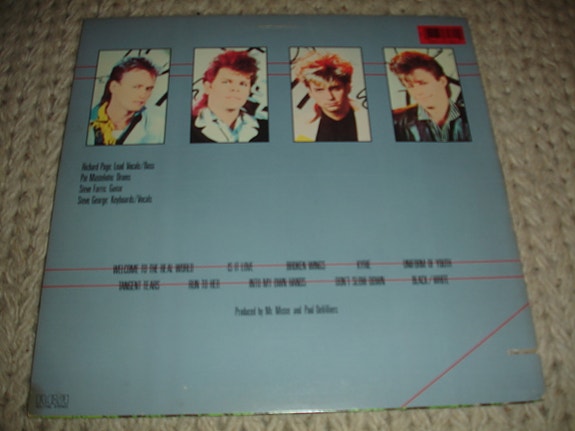 Richard Page: Lead Vocals/Bass
Pat Mastelotto: Drums
Steve Farris: Guitar
Steve George: Keyboards/Vocals
WELCOME TO THE REAL WORLD IS IT LOVE BROKEN WINGS KYRIE UNIFORM OF YOUTH
TANGENT TEARS RUN TO HER INTO MY OWN HANDS DON'T SLOW DOWN BLACK/WHITE
Produced by Mr. Mister and Paul DeVilliers